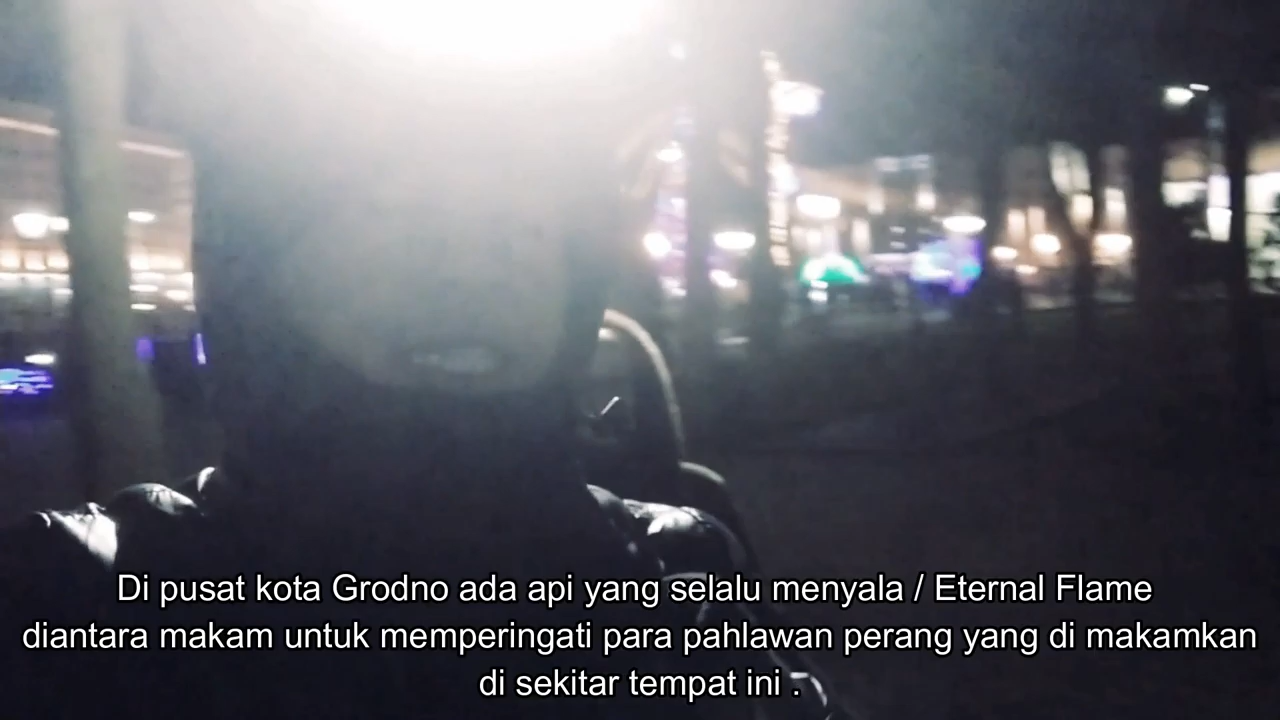 Di pusat kota Grodno ada api yang selalu menyala / Eternal Flame
diantara makam untuk memperingati para pahlawan perang yang di makamkan
di sekitar tempat ini .